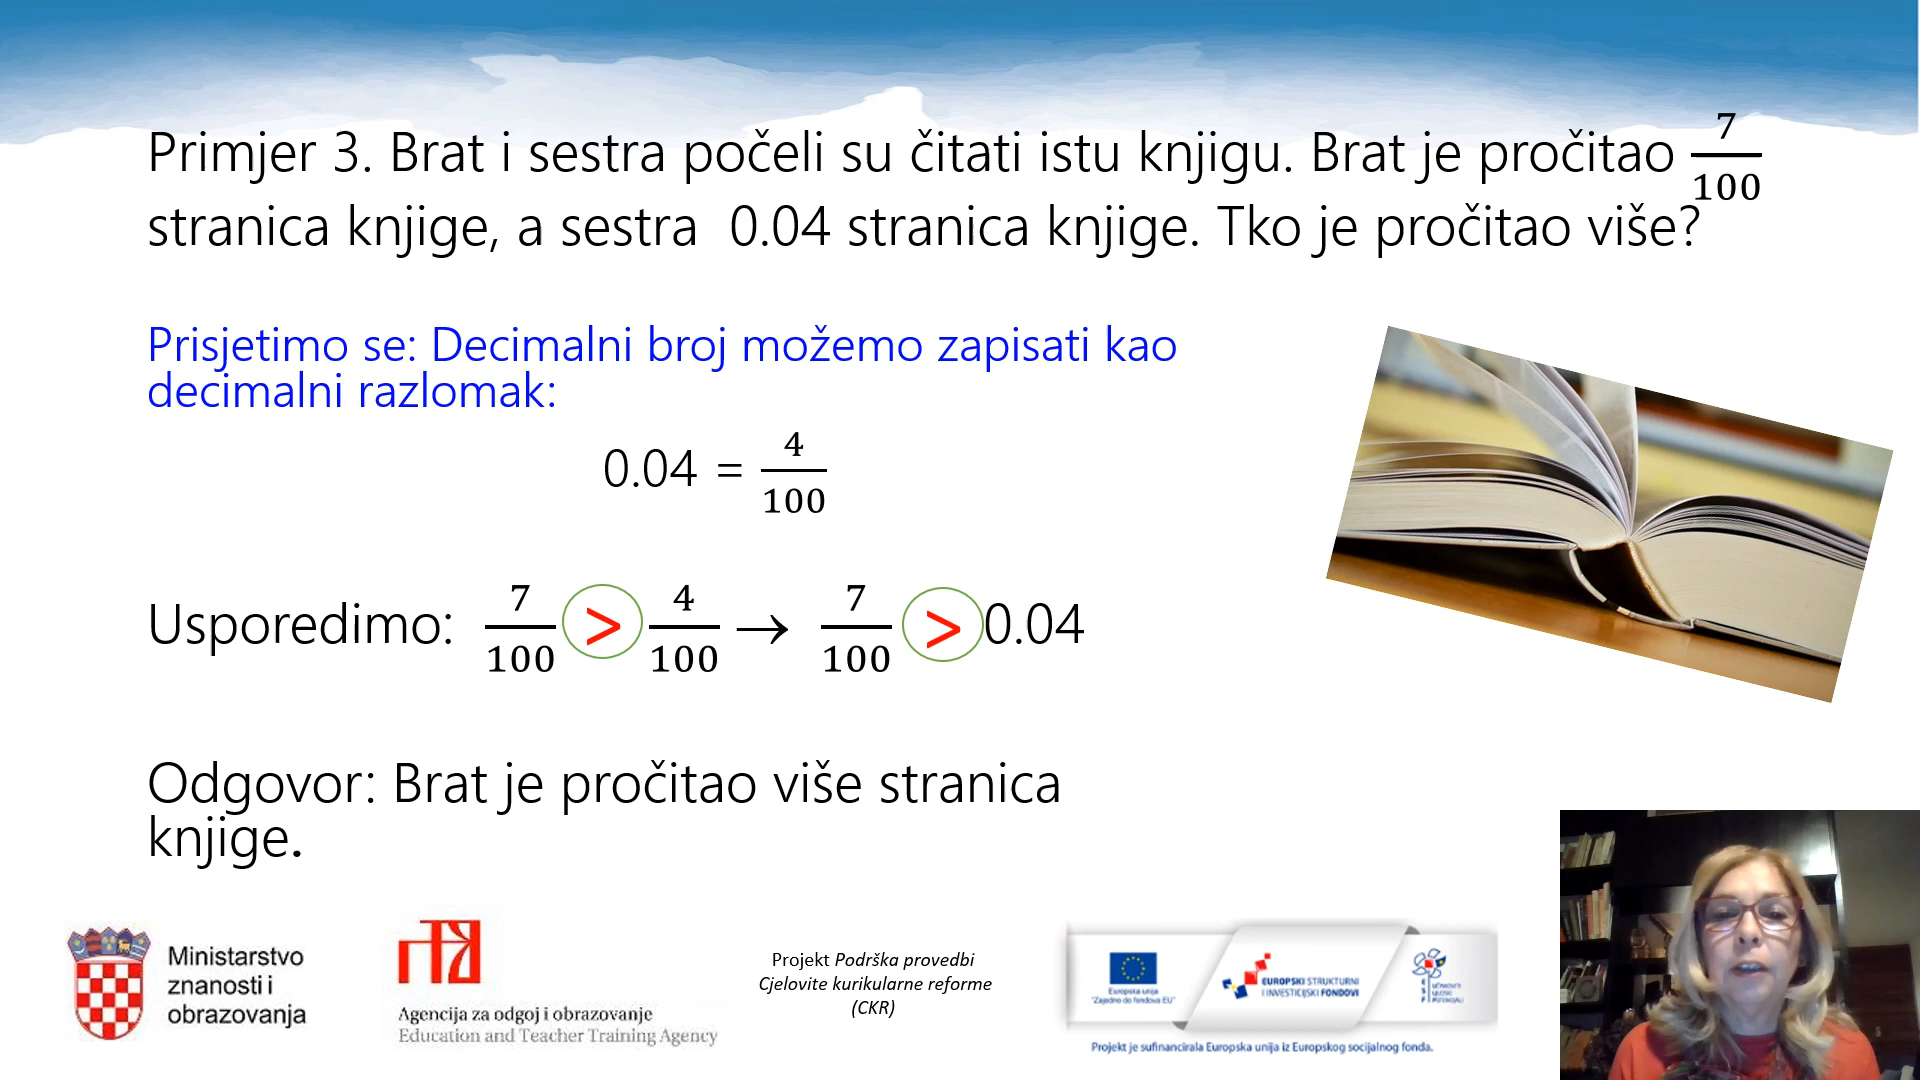 Primjer 3. Brat i sestra počeli su čitati istu knjigu. Brat je pročitao 7/100
stranica knjige, a sestra 0.04 stranica knjige. Tko je pročitao više?
Prisjetimo se: Decimalni broj možemo zapisati kao
decimalni razlomak:
0.04 = 4/100
Usporedimo: 7/100 > 4/100 → 7/100 > 0.04
Odgovor: Brat je pročitao više stranica
knjige.
Ministarstvo
znanosti i
obrazovanja
Agencija za odgoj i obrazovanje
Education and Teacher Training Agency
Projekt Podrška provedbi
Cjelovite kurikularne reforme
(CKR)
Europska unija
"Zajedno do fondova EU"
EUROPSKI STRUKTURNI
I INVESTICIJSKI FONDOVI
Projekt je sufinancirala Europska unija iz Europskog socijalnog fonda.